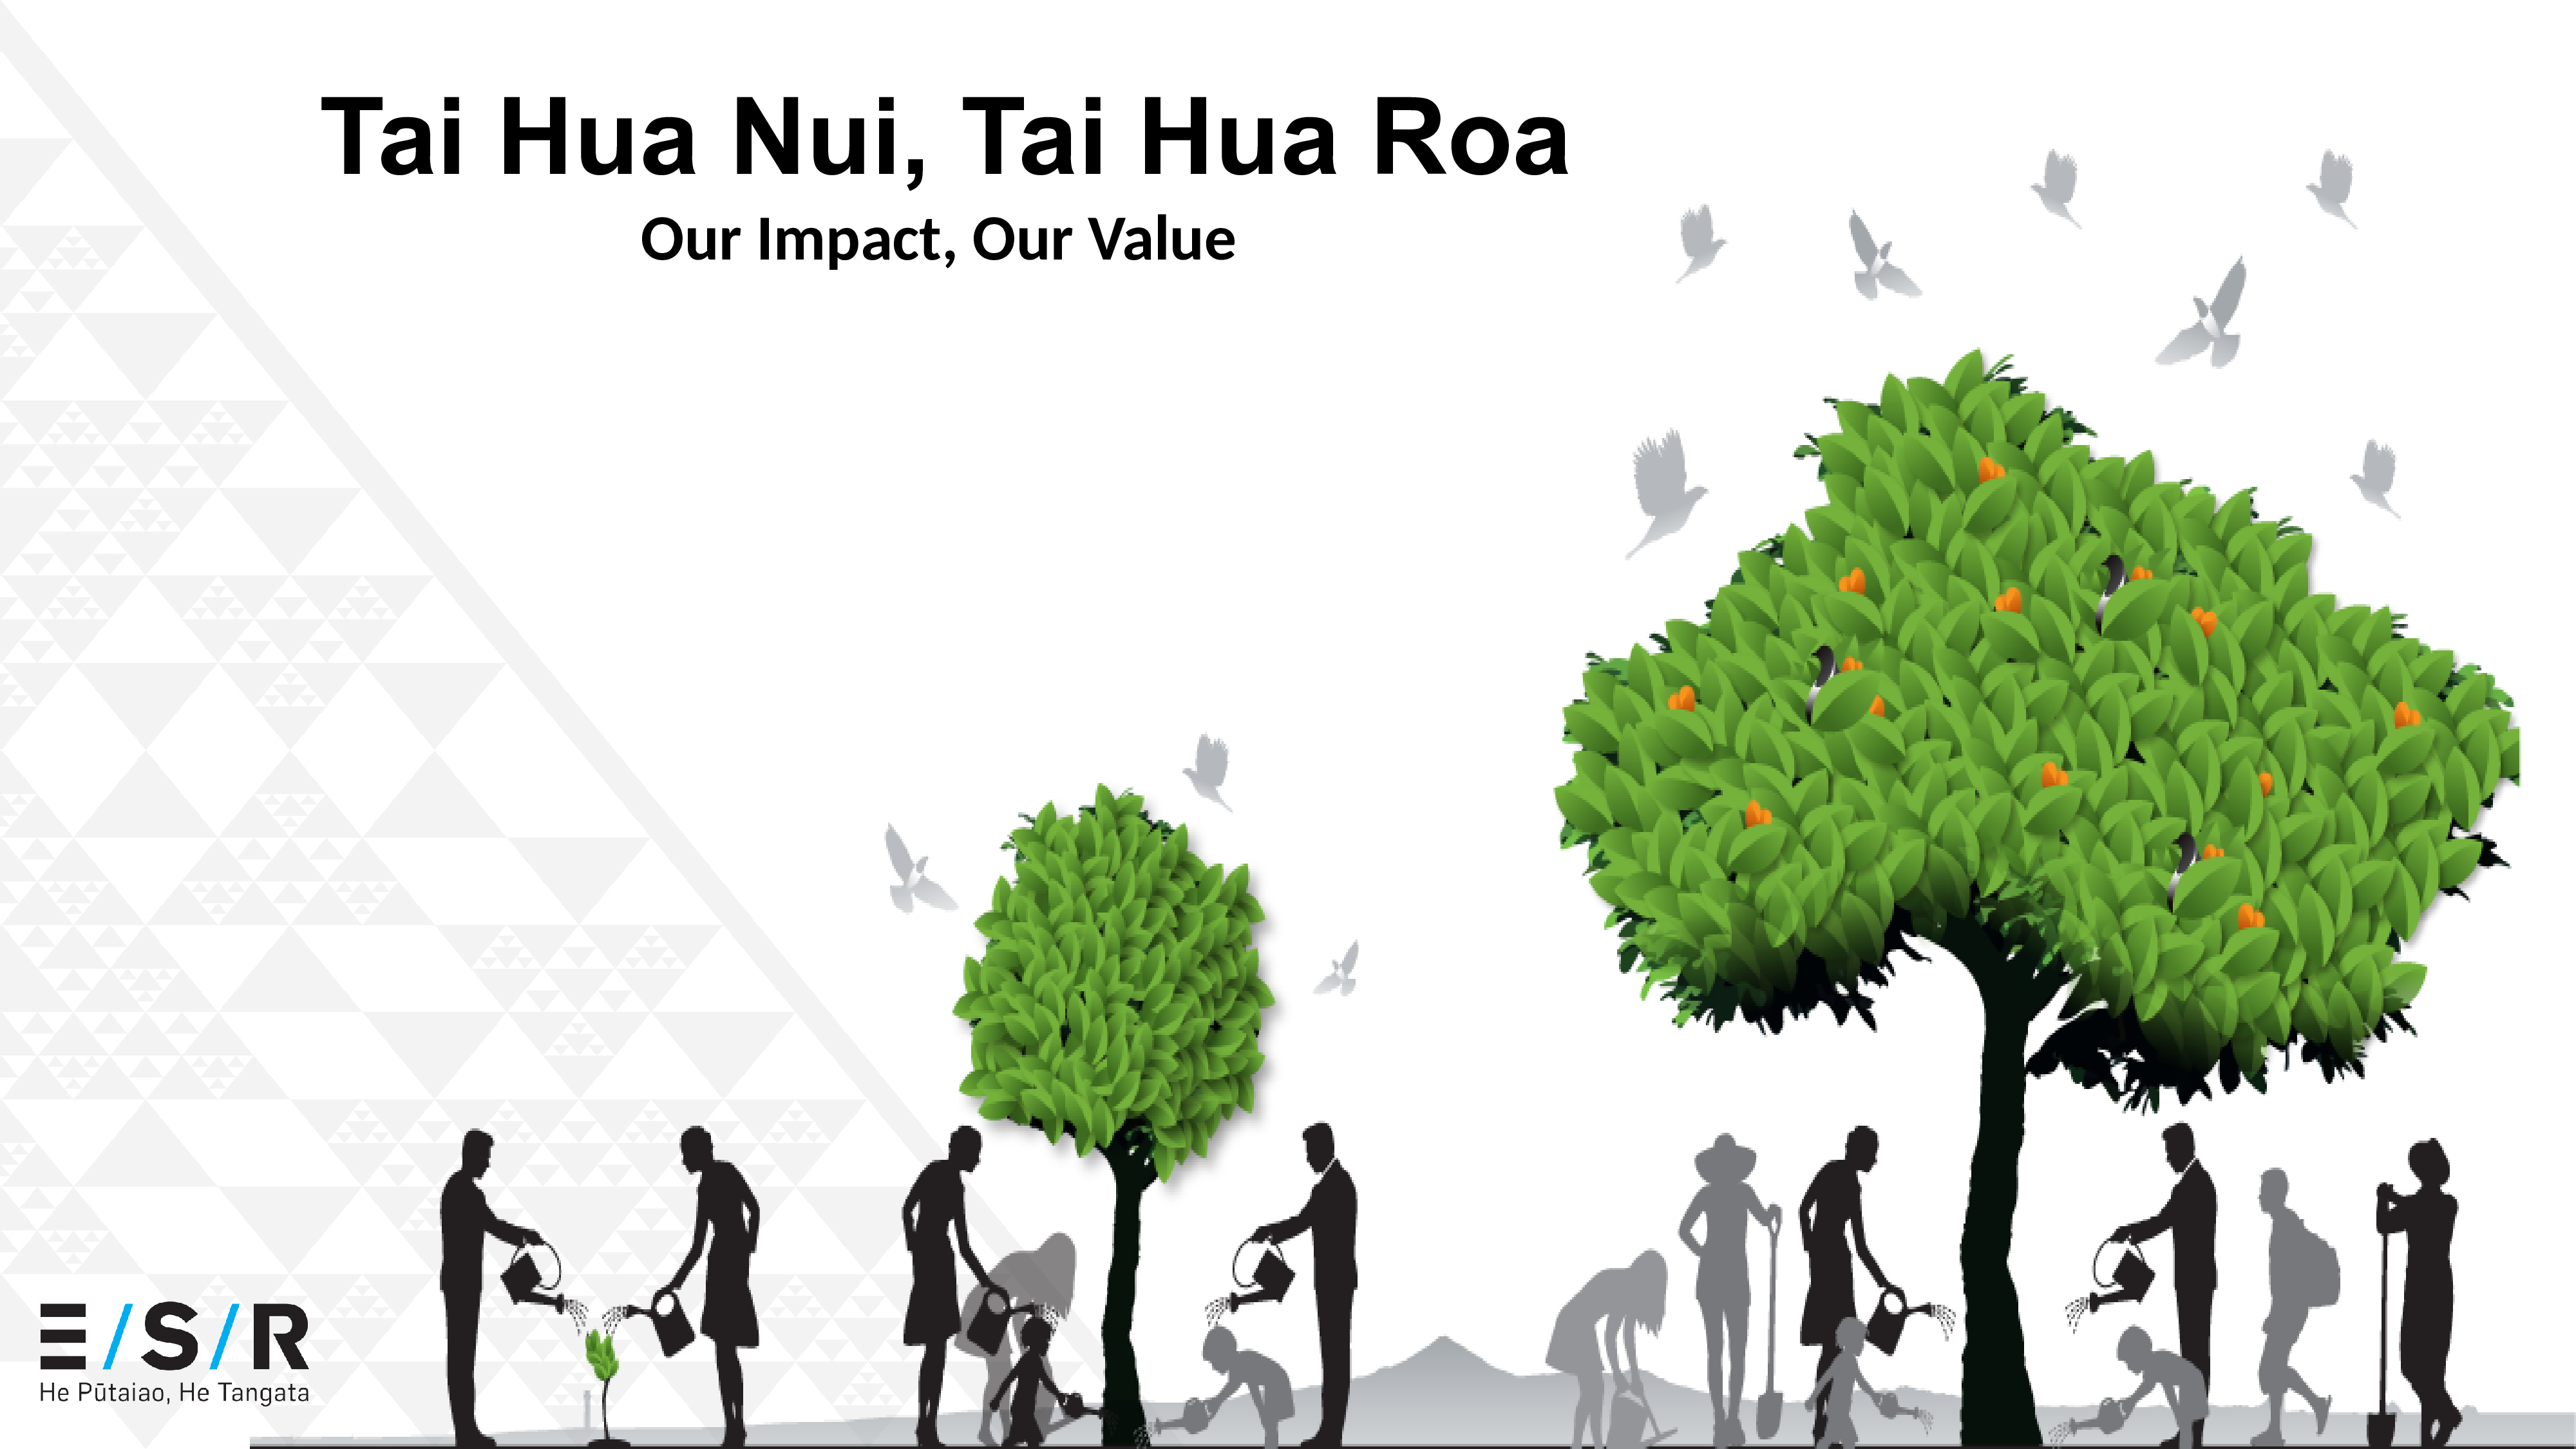 Tai Hua Nui, Tai Hua Roa
Our Impact, Our Value
E/S/R
He Pūtaiao, He Tangata